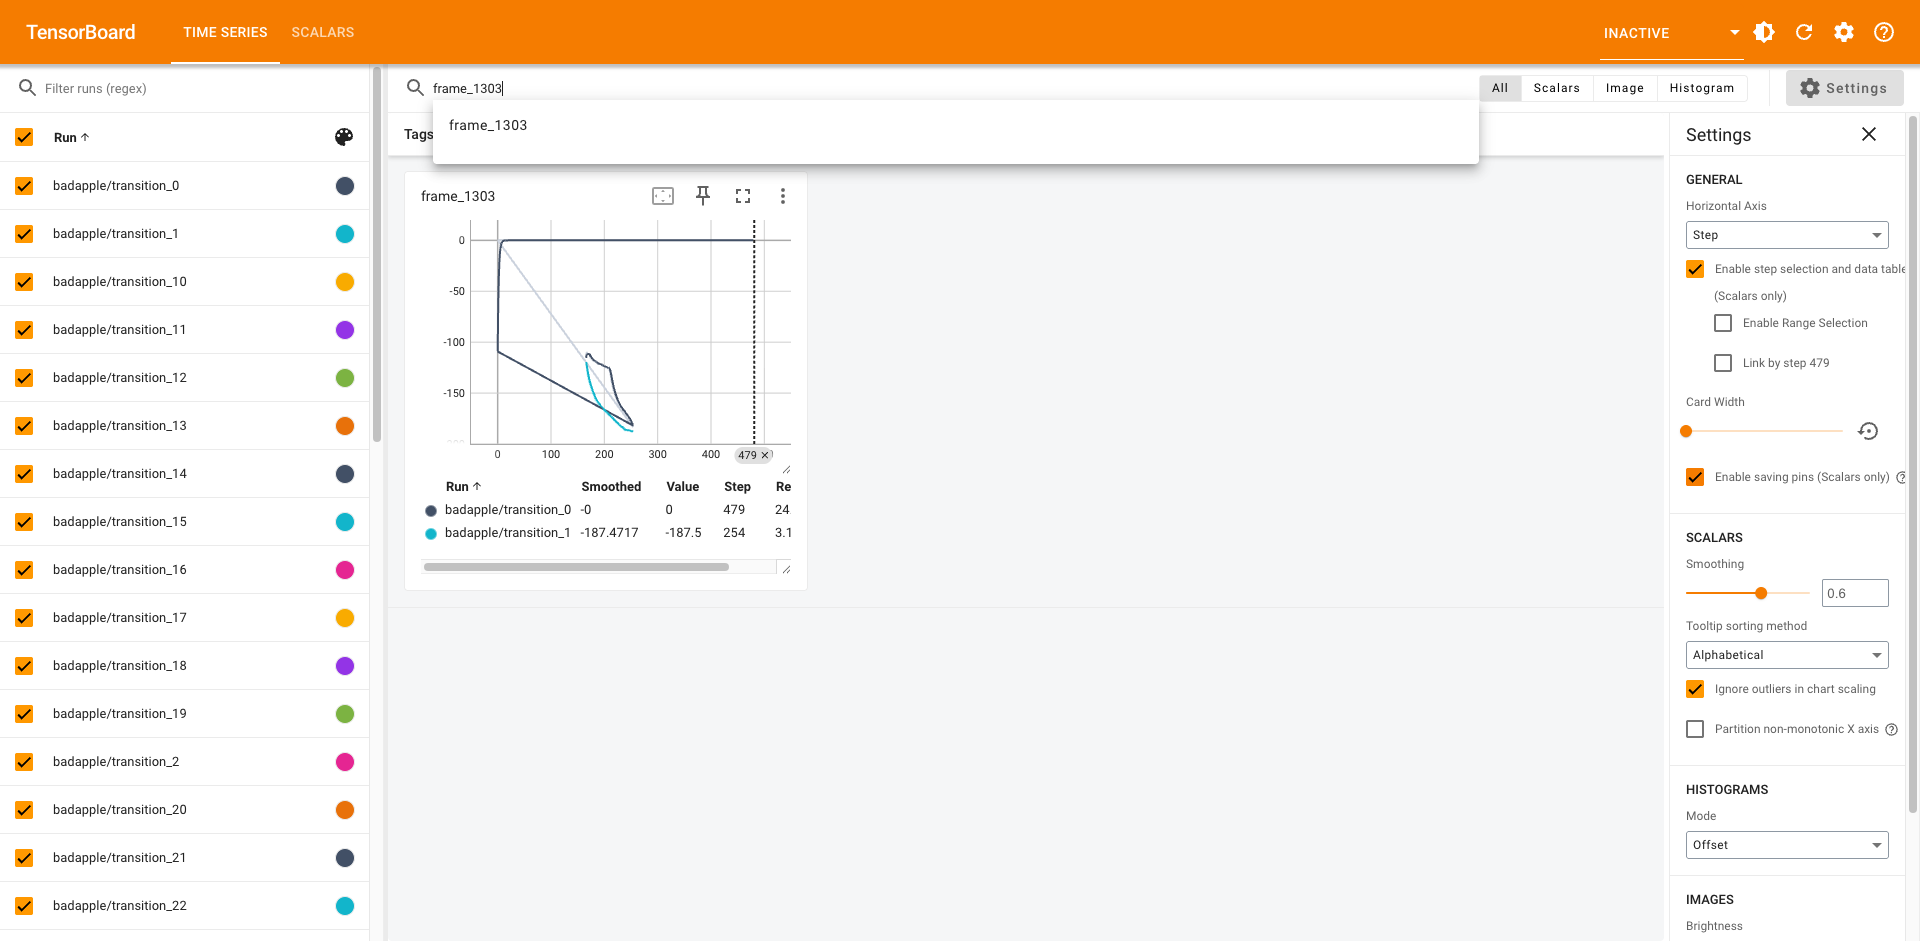 TensorBoard
TIME SERIES
SCALARS
INACTIVE
Filter runs (regex)
frame_1303
All
Scalars
Image
Histogram
Settings
frame_1303
Run
Tags
Settings
badapple/transition_0
badapple/transition_1
badapple/transition_10
badapple/transition_11
badapple/transition_12
badapple/transition_13
badapple/transition_14
badapple/transition_15
badapple/transition_16
badapple/transition_17
badapple/transition_18
badapple/transition_19
badapple/transition_2
badapple/transition_20
badapple/transition_21
badapple/transition_22
frame_1303
0
-50
-100
-150
0 100 200 300 400 479
Run Smoothed Value Step Re
badapple/transition_0 -0 0 479 24
badapple/transition_1 -187.4717 -187.5 254 3.1
GENERAL
Horizontal Axis
Step
Enable step selection and data table
(Scalars only)
Enable Range Selection
Link by step 479
Card Width
Enable saving pins (Scalars only)
SCALARS
Smoothing
0.6
Tooltip sorting method
Alphabetical
Ignore outliers in chart scaling
Partition non-monotonic X axis
HISTOGRAMS
Mode
Offset
IMAGES
Brightness